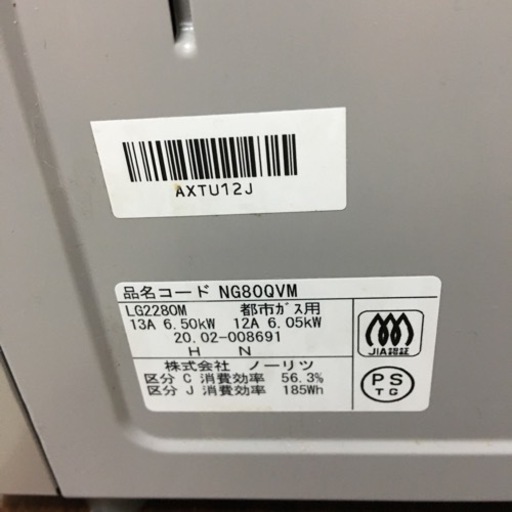 AXTU12J
品名コード NG80QVM
LG2280M 都市ｶﾞｽ用
13A 6.50kW 12A 6.05kW
20.02-008691
H N
株式会社 ノーリツ
区分 C 消費効率 56.3%
区分 J 消費効率 185Wh
JIA認証
PS
TG